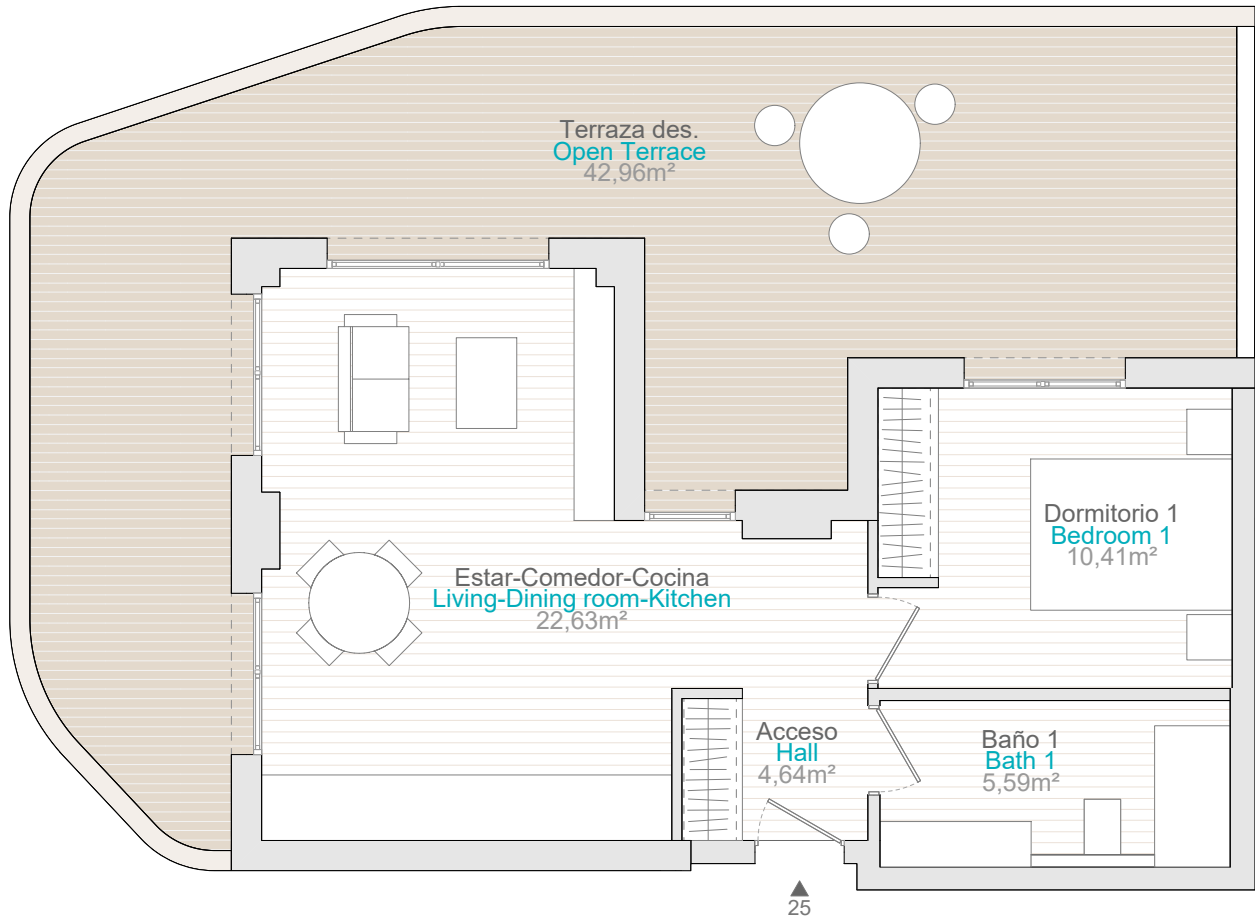 Terraza des.
Open Terrace
42,96m²
Dormitorio 1
Bedroom 1
10,41m²
Estar-Comedor-Cocina
Living-Dining room-Kitchen
22,63m²
Acceso
Hall
4,64m²
Baño 1
Bath 1
5,59m²
25